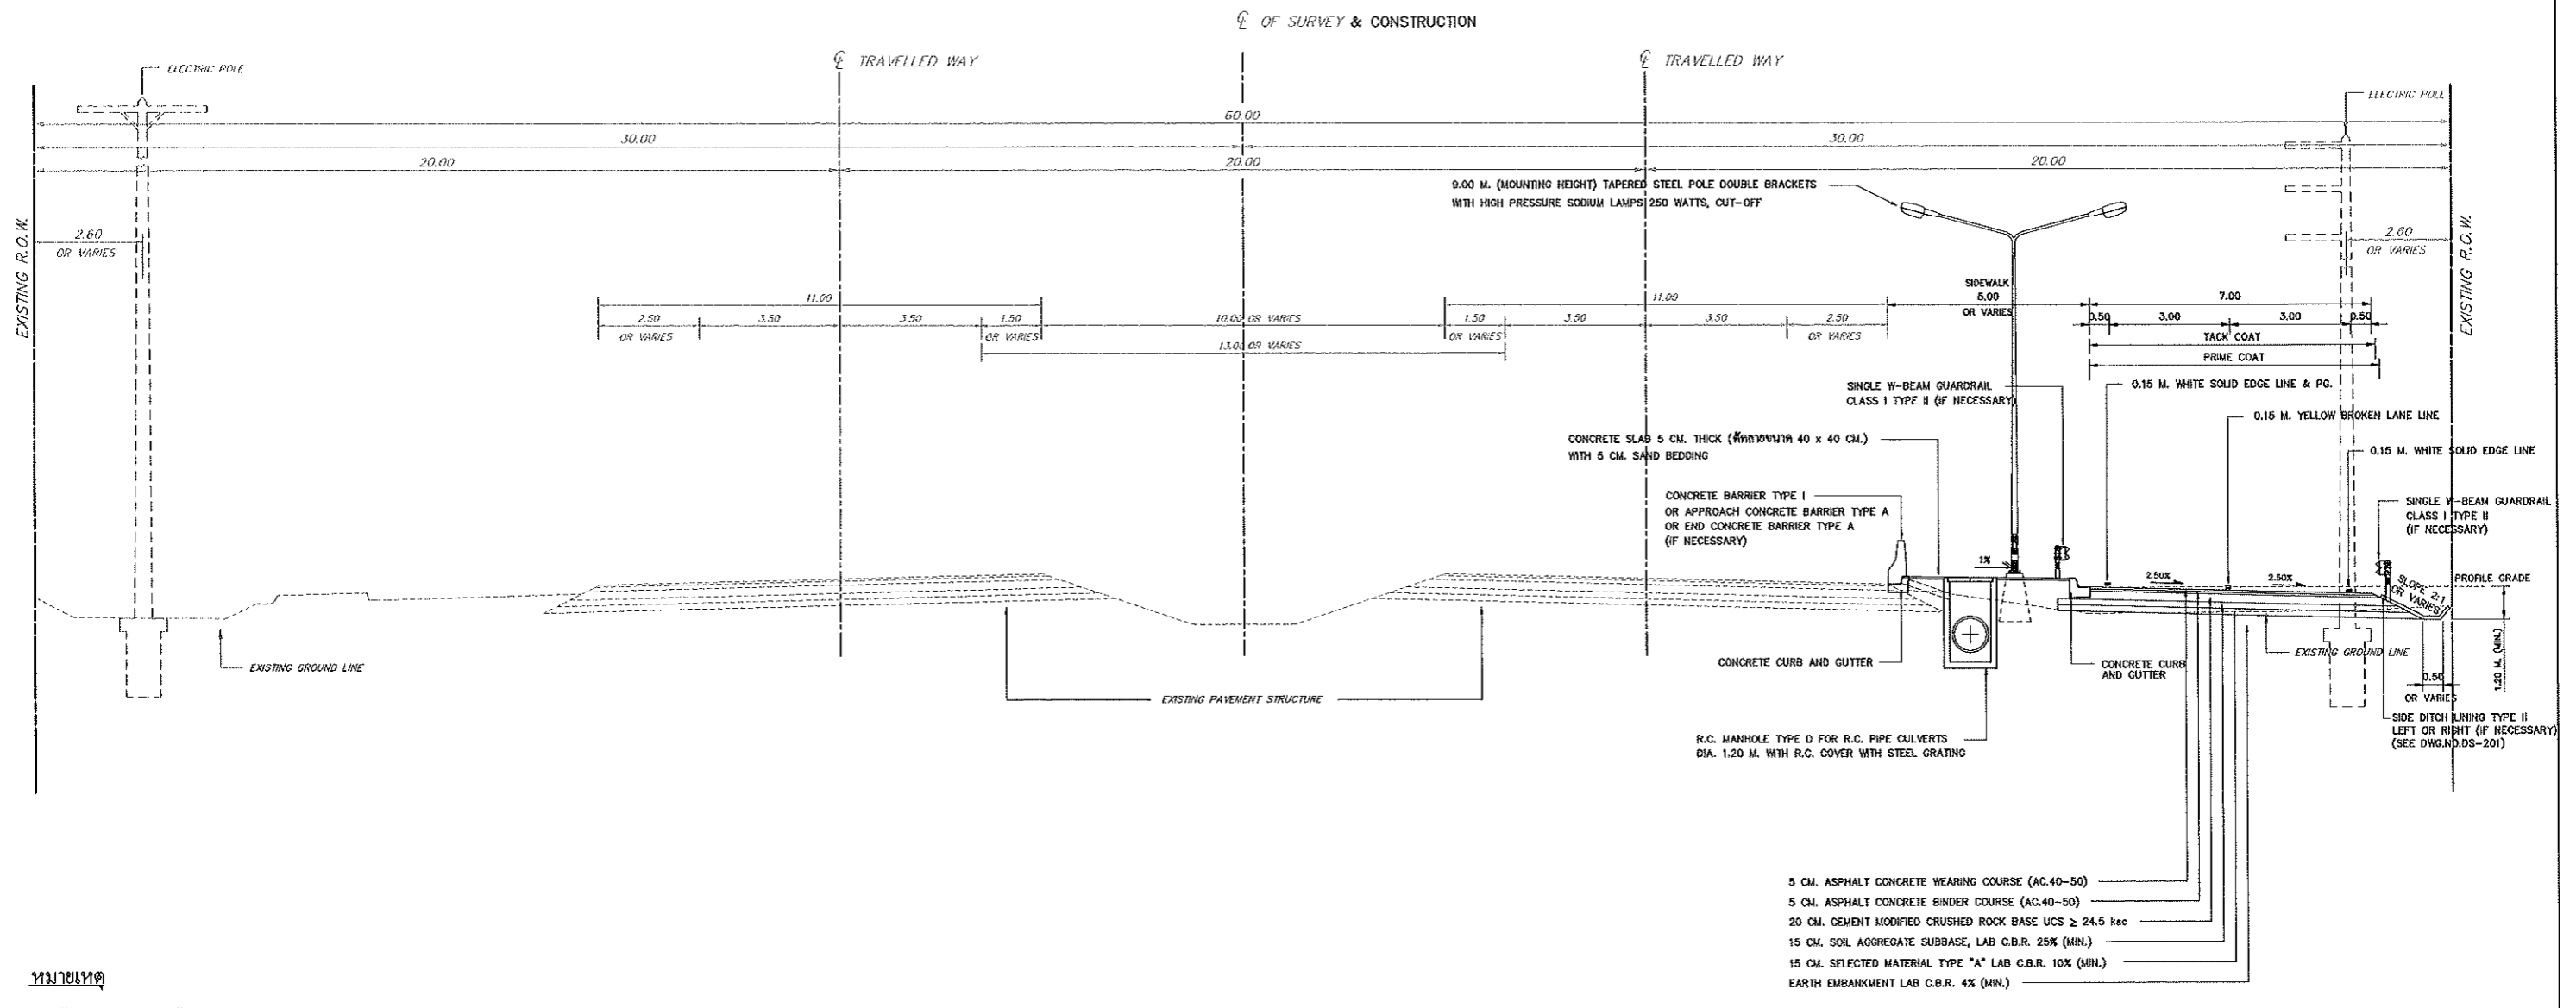 ℄ OF SURVEY & CONSTRUCTION
℄ TRAVELLED WAY
℄ TRAVELLED WAY
ELECTRIC POLE
ELECTRIC POLE
60.00
30.00
30.00
20.00
20.00
20.00
9.00 M. (MOUNTING HEIGHT) TAPERED STEEL POLE DOUBLE BRACKETS
WITH HIGH PRESSURE SODIUM LAMPS 250 WATTS, CUT-OFF
EXISTING R.O.W.
2.60
OR VARIES
2.60
OR VARIES
EXISTING R.O.W.
11.00
2.50
OR VARIES
3.50
3.50
1.50
OR VARIES
10.00 OR VARIES
13.00 OR VARIES
11.00
1.50
OR VARIES
3.50
3.50
2.50
OR VARIES
SIDEWALK
5.00
OR VARIES
7.00
0.50
3.00
3.00
0.50
TACK COAT
PRIME COAT
SINGLE W-BEAM GUARDRAIL
CLASS I TYPE II (IF NECESSARY)
0.15 M. WHITE SOLID EDGE LINE & PG.
0.15 M. YELLOW BROKEN LANE LINE
0.15 M. WHITE SOLID EDGE LINE
CONCRETE SLAB 5 CM. THICK (ตัดลายขนาด 40 x 40 CM.)
WITH 5 CM. SAND BEDDING
CONCRETE BARRIER TYPE I
OR APPROACH CONCRETE BARRIER TYPE A
OR END CONCRETE BARRIER TYPE A
(IF NECESSARY)
SINGLE W-BEAM GUARDRAIL
CLASS I TYPE II
(IF NECESSARY)
1%
2.50%
2.50%
SLOPE 2:1
OR VARIES
PROFILE GRADE
1.20 M. (MIN.)
EXISTING GROUND LINE
EXISTING PAVEMENT STRUCTURE
CONCRETE CURB AND GUTTER
CONCRETE CURB
AND GUTTER
EXISTING GROUND LINE
0.50
OR VARIES
SIDE DITCH LINING TYPE II
LEFT OR RIGHT (IF NECESSARY)
(SEE DWG.NO.DS-201)
R.C. MANHOLE TYPE D FOR R.C. PIPE CULVERTS
DIA. 1.20 M. WITH R.C. COVER WITH STEEL GRATING
5 CM. ASPHALT CONCRETE WEARING COURSE (AC.40-50)
5 CM. ASPHALT CONCRETE BINDER COURSE (AC.40-50)
20 CM. CEMENT MODIFIED CRUSHED ROCK BASE UCS ≥ 24.5 ksc
15 CM. SOIL AGGREGATE SUBBASE, LAB C.B.R. 25% (MIN.)
15 CM. SELECTED MATERIAL TYPE "A" LAB C.B.R. 10% (MIN.)
EARTH EMBANKMENT LAB C.B.R. 4% (MIN.)
หมายเหตุ